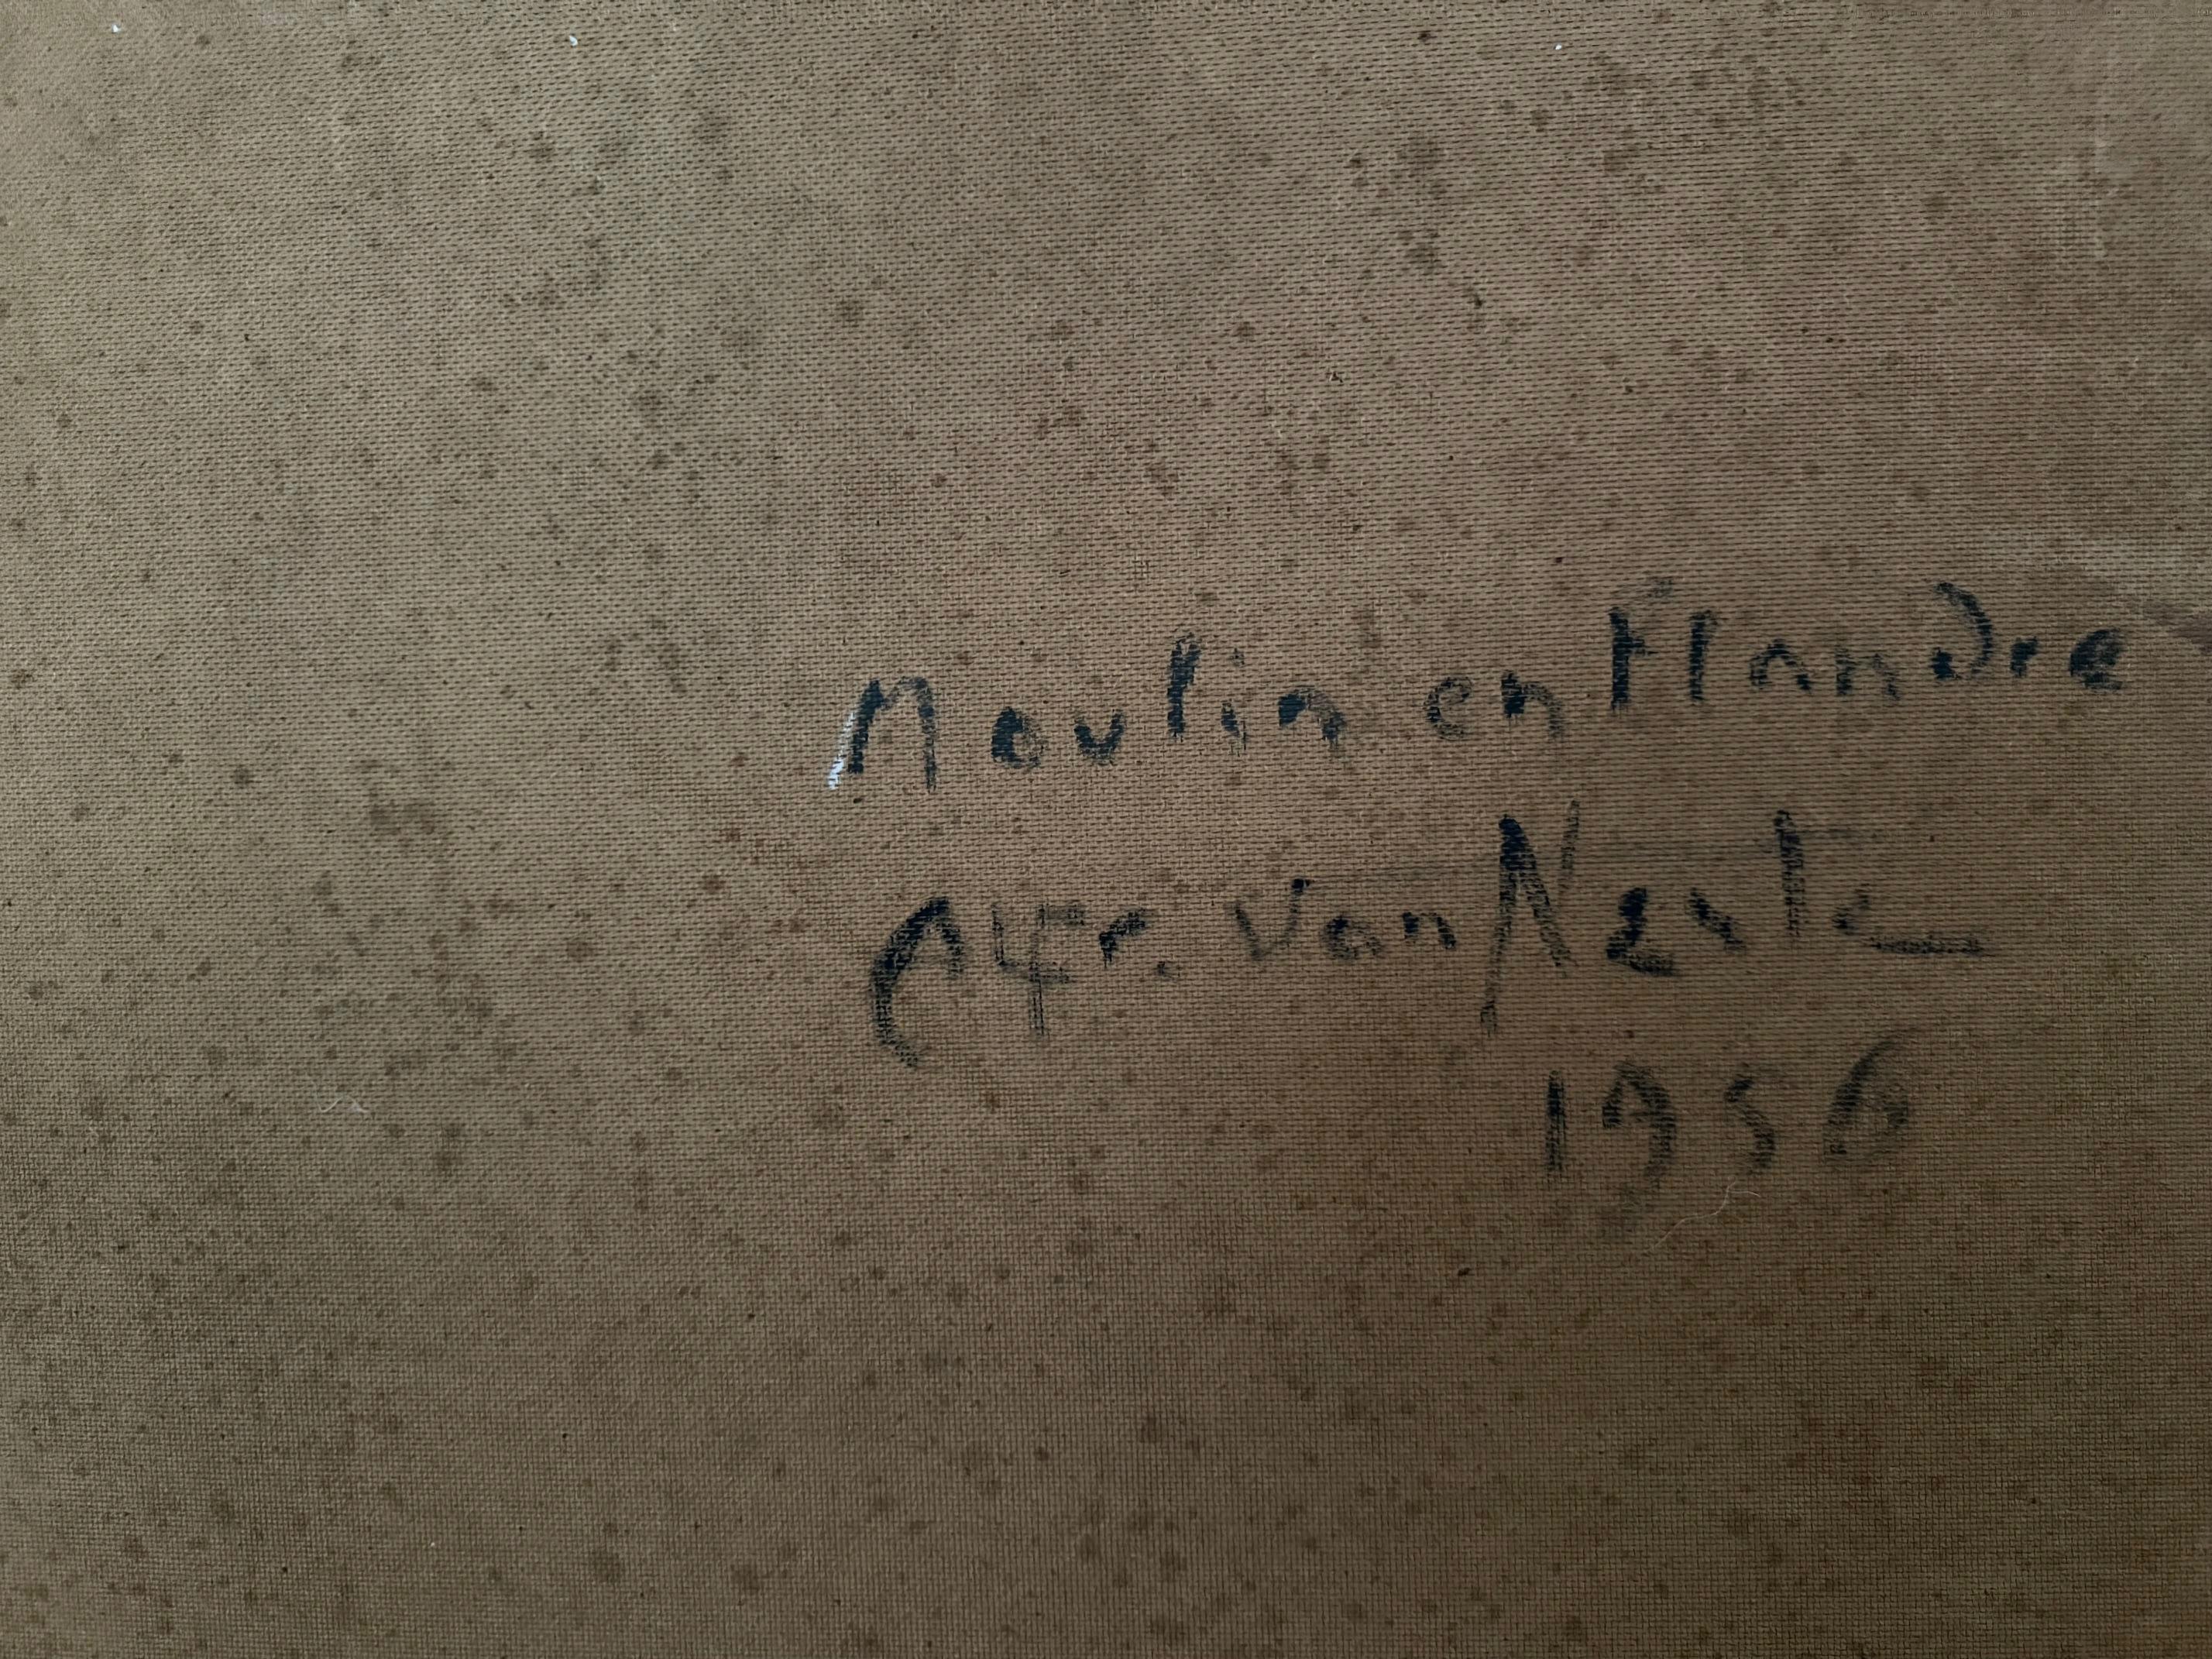 Moulin en Flandre
Alfr. Van Neste
1956